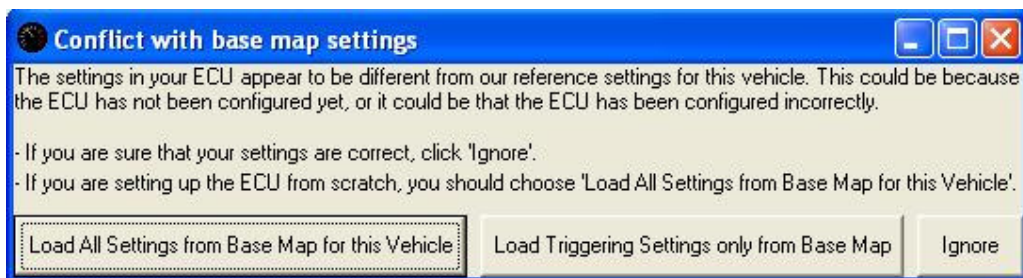 Conflict with base map settings
The settings in your ECU appear to be different from our reference settings for this vehicle. This could be because
the ECU has not been configured yet, or it could be that the ECU has been configured incorrectly.
- If you are sure that your settings are correct, click 'Ignore'.
- If you are setting up the ECU from scratch, you should choose 'Load All Settings from Base Map for this Vehicle'.
Load All Settings from Base Map for this Vehicle Load Triggering Settings only from Base Map Ignore